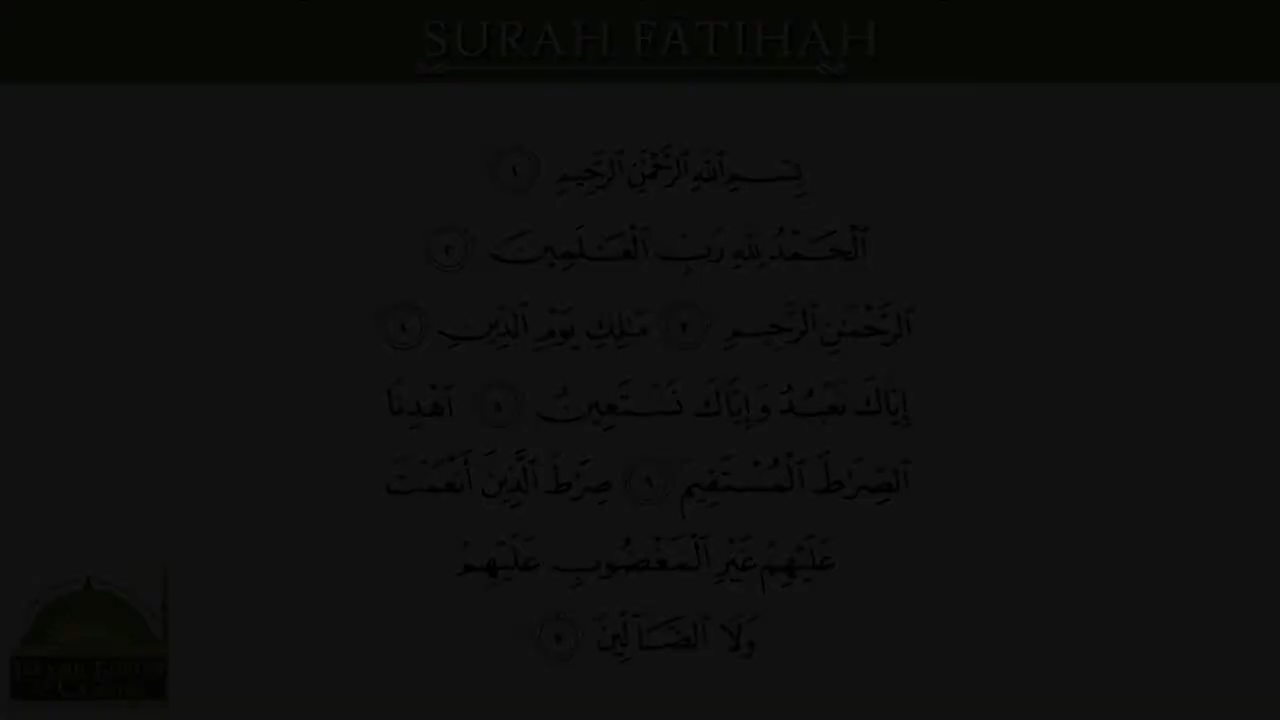 SURAH FĀTIHAH
بِسْمِ ٱللَّهِ ٱلرَّحْمَٰنِ ٱلرَّحِيمِ ١
ٱلْحَمْدُ لِلَّهِ رَبِّ ٱلْعَٰلَمِينَ ٢
ٱلرَّحْمَٰنِ ٱلرَّحِيمِ ٣ مَٰلِكِ يَوْمِ ٱلدِّينِ ٤
إِيَّاكَ نَعْبُدُ وَإِيَّاكَ نَسْتَعِينُ ٥ ٱهْدِنَا
ٱلصِّرَٰطَ ٱلْمُسْتَقِيمَ ٦ صِرَٰطَ ٱلَّذِينَ أَنْعَمْتَ
عَلَيْهِمْ غَيْرِ ٱلْمَغْضُوبِ عَلَيْهِمْ
وَلَا ٱلضَّآلِّينَ ٧